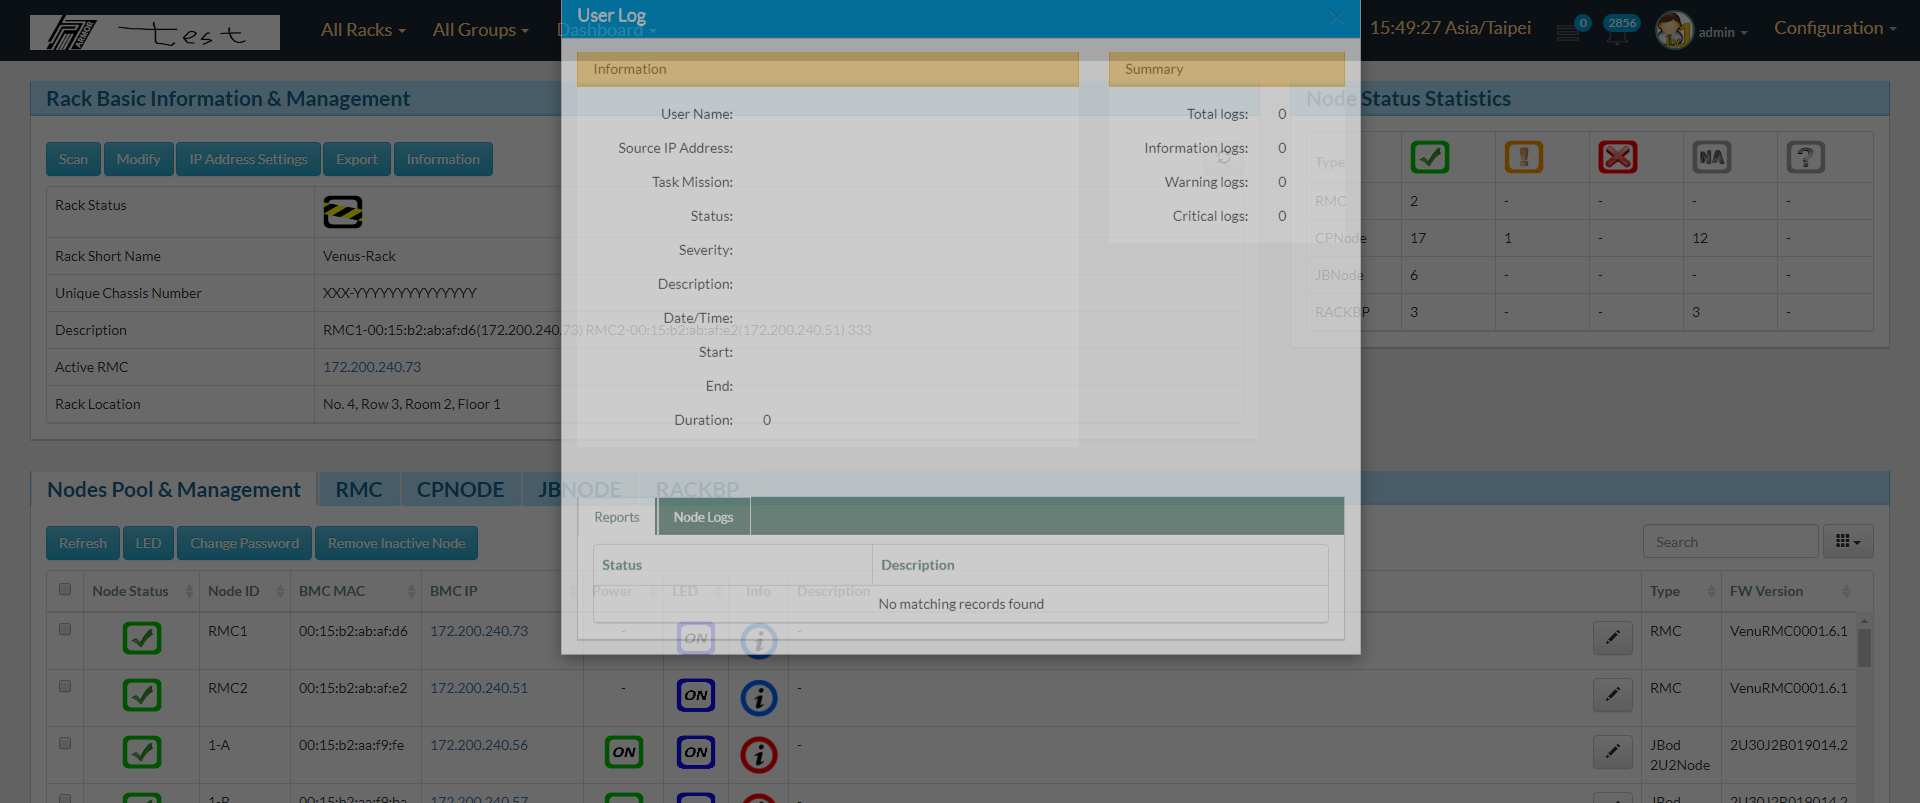 ARMOR test
All Racks
All Groups
Dashboard
15:49:27 Asia/Taipei
0
2856
admin
Configuration
User Log
Information
User Name:
Source IP Address:
Task Mission:
Status:
Severity:
Description:
Date/Time:
Start:
End:
Duration: 0
Summary
Total logs: 0
Information logs: 0
Warning logs: 0
Critical logs: 0
Reports
Node Logs
Status Description
No matching records found
Rack Basic Information & Management
Scan Modify IP Address Settings Export Information
Rack Status
Rack Short Name Venus-Rack
Unique Chassis Number XXX-YYYYYYYYYYYYYY
Description RMC1-00:15:b2:ab:af:d6(172.200.240.73) RMC2-00:15:b2:ab:af:e2(172.200.240.51) 333
Active RMC 172.200.240.73
Rack Location No. 4, Row 3, Room 2, Floor 1
Node Status Statistics
Type ! NA ?
RMC 2 - - - -
CPNode 17 1 - 12 -
JBNode 6 - - - -
RACKBP 3 - - 3 -
Nodes Pool & Management RMC CPNODE JBNODE RACKBP
Refresh LED Change Password Remove Inactive Node
Search
Node Status Node ID BMC MAC BMC IP Power LED Info Description Type FW Version
RMC1 00:15:b2:ab:af:d6 172.200.240.73 - ON i - RMC VenuRMC0001.6.1
RMC2 00:15:b2:ab:af:e2 172.200.240.51 - ON i - RMC VenuRMC0001.6.1
1-A 00:15:b2:aa:f9:fe 172.200.240.56 ON ON i - JBod 2U30J2B019014.2
2U2Node
1-B 00:15:b2:aa:f9:ba 172.200.240.57 JBod 2U30J2B019014.2